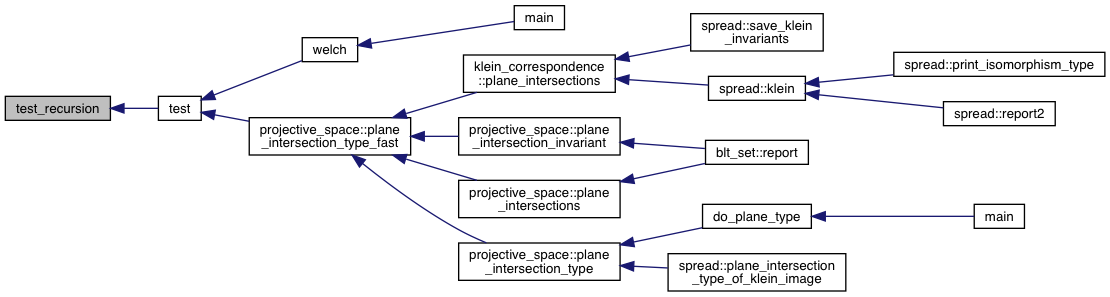 test_recursion
test
welch
main
projective_space::plane
_intersection_type_fast
klein_correspondence
::plane_intersections
spread::save_klein
_invariants
spread::klein
spread::print_isomorphism_type
spread::report2
projective_space::plane
_intersection_invariant
blt_set::report
projective_space::plane
_intersections
projective_space::plane
_intersection_type
do_plane_type
main
spread::plane_intersection
_type_of_klein_image